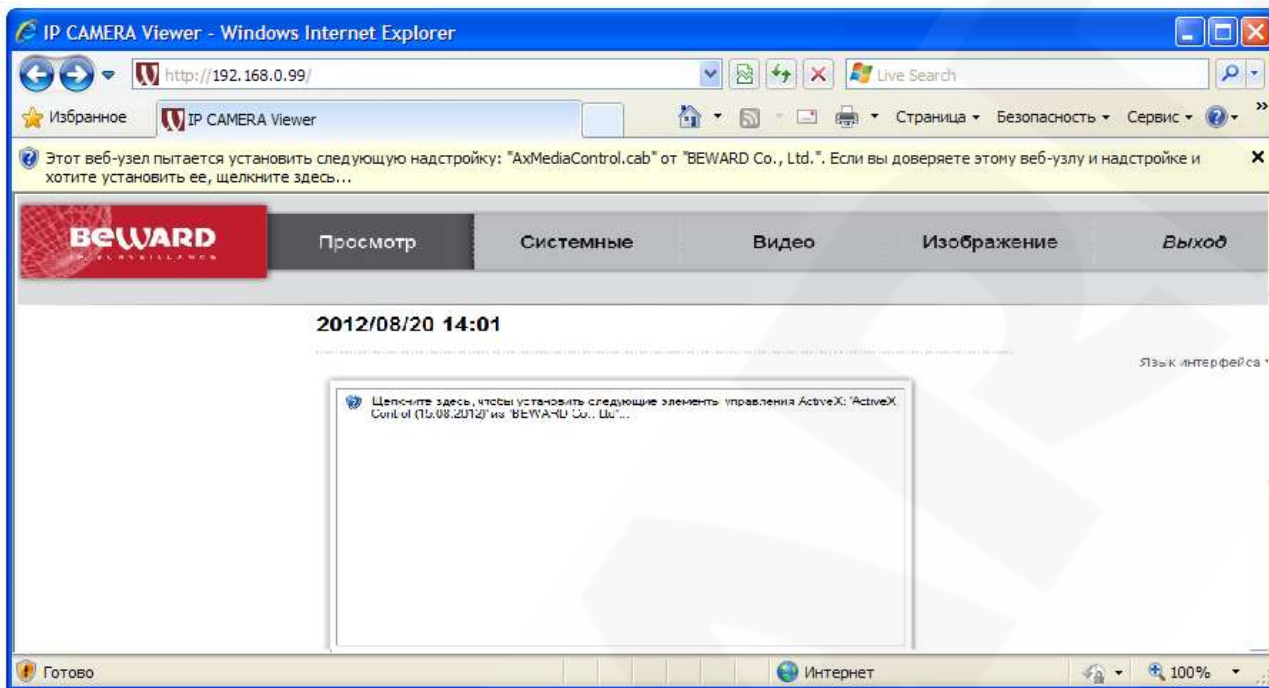 IP CAMERA Viewer - Windows Internet Explorer
http://192.168.0.99/
Live Search
Избранное
IP CAMERA Viewer
Страница
Безопасность
Сервис
Этот веб-узел пытается установить следующую надстройку: "AxMediaControl.cab" от "BEWARD Co., Ltd.". Если вы доверяете этому веб-узлу и надстройке и
хотите установить ее, щелкните здесь...
BEWARD
IP SURVEILLANCE
Просмотр
Системные
Видео
Изображение
Выход
2012/08/20 14:01
Язык интерфейса
Щелкните здесь, чтобы установить следующие элементы управления ActiveX: 'ActiveX
Control (15.08.2012)' из 'BEWARD Co., Ltd'...
Готово
Интернет
100%